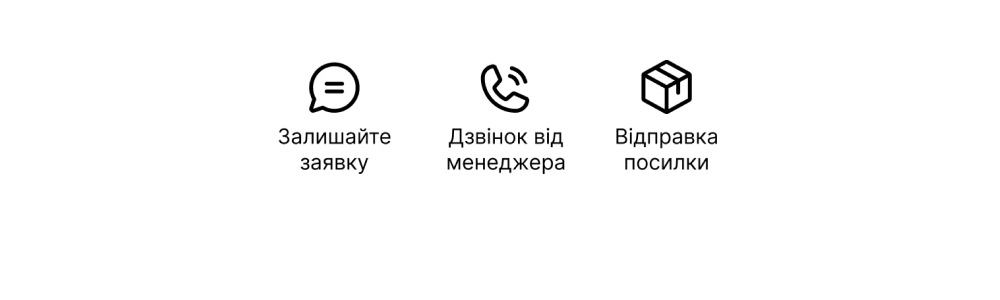 Залишайте
заявку
Дзвінок від
менеджера
Відправка
посилки